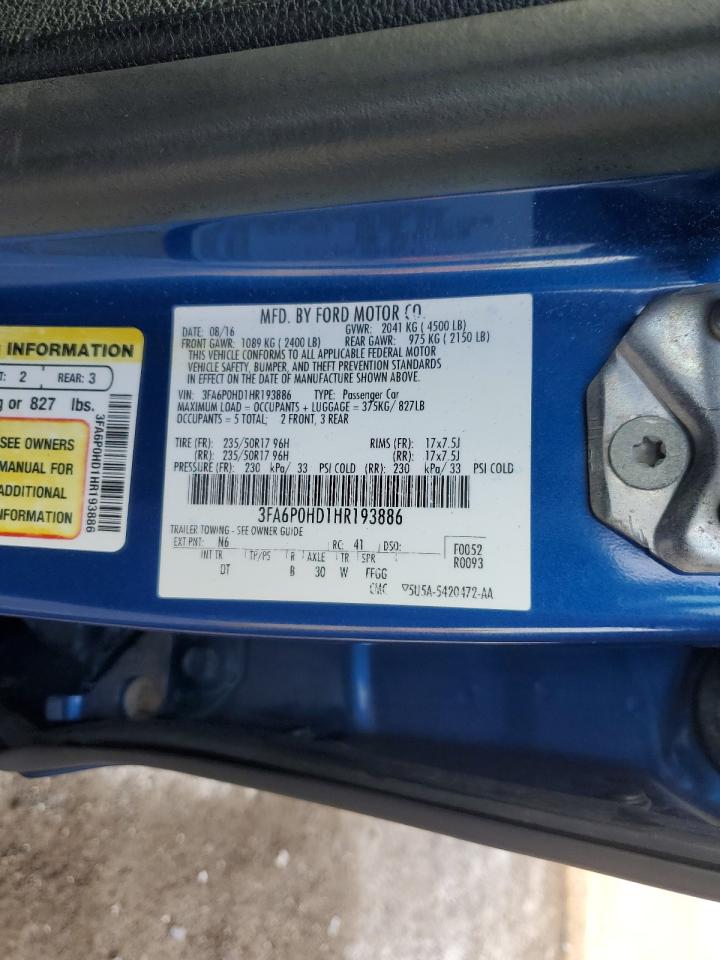 MFD. BY FORD MOTOR CO.
DATE: 08/16 GVWR: 2041 KG ( 4500 LB)
FRONT GAWR: 1089 KG ( 2400 LB) REAR GAWR: 975 KG ( 2150 LB)
THIS VEHICLE CONFORMS TO ALL APPLICABLE FEDERAL MOTOR
VEHICLE SAFETY, BUMPER, AND THEFT PREVENTION STANDARDS
IN EFFECT ON THE DATE OF MANUFACTURE SHOWN ABOVE.
VIN: 3FA6P0HD1HR193886 TYPE: Passenger Car
MAXIMUM LOAD = OCCUPANTS + LUGGAGE = 375KG/ 827LB
OCCUPANTS = 5 TOTAL; 2 FRONT, 3 REAR
TIRE (FR): 235/50R17 96H RIMS (FR): 17x7.5J
(RR): 235/50R17 96H (RR): 17x7.5J
PRESSURE (FR): 230 kPa/ 33 PSI COLD (RR): 230 kPa/ 33 PSI COLD
3FA6P0HD1HR193886
TRAILER TOWING - SEE OWNER GUIDE
EXT PNT: N6 RC: 41 DSO: F0052
R0093
INT TR TP/PS R AXLE TR SPR
DT B 30 W FFGG
CMC ▽5U5A-5420472-AA
INFORMATION
: 2 REAR: 3
g or 827 lbs.
SEE OWNERS
MANUAL FOR
ADDITIONAL
INFORMATION
3FA6P0HD1HR193886